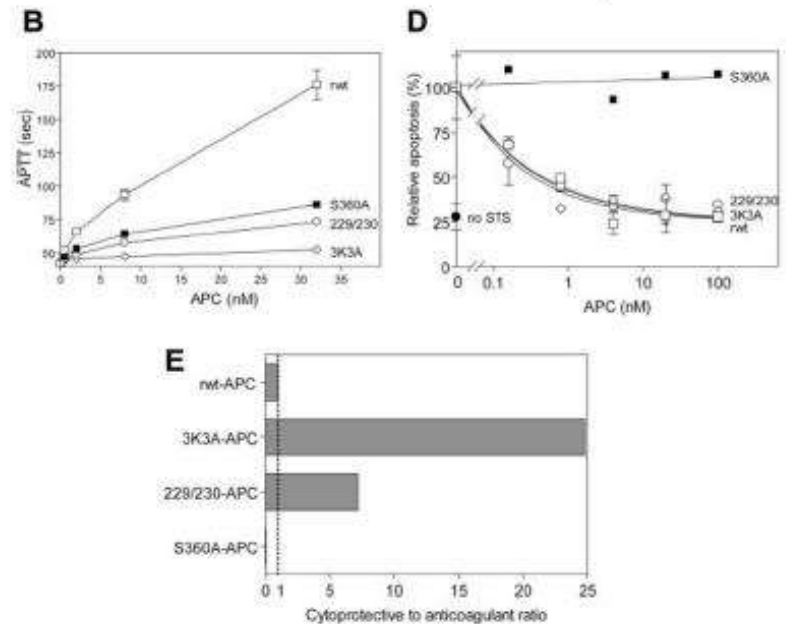 B
APTT (sec)
200
175
150
125
100
75
50
0 5 10 15 20 25 30 35
APC (nM)
rwt
S360A
229/230
3K3A
D
Relative apoptosis (%)
100
75
50
25
0
0 0.1 1 10 100
APC (nM)
S360A
no STS
229/230
3K3A
rwt
E
rwt-APC
3K3A-APC
229/230-APC
S360A-APC
0 1 5 10 15 20 25
Cytoprotective to anticoagulant ratio